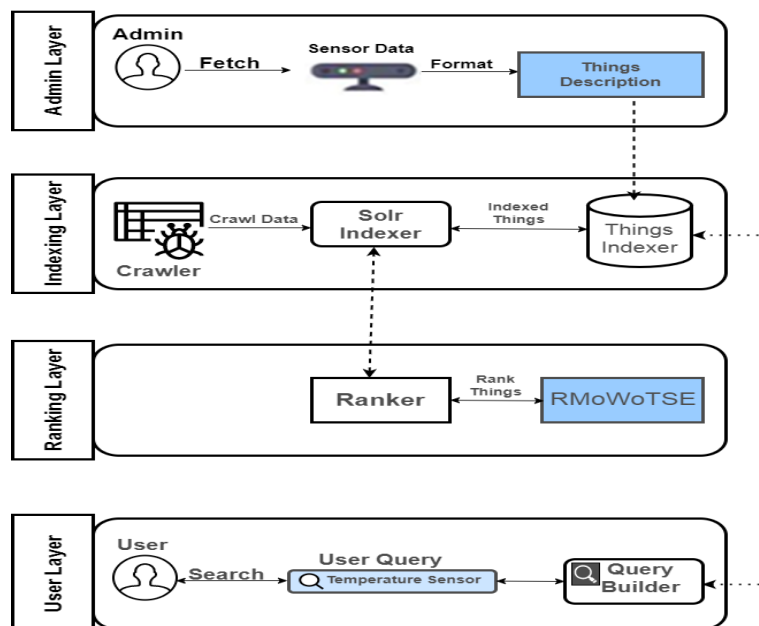 Admin Layer
Admin
Fetch
Sensor Data
Format
Things
Description
Indexing Layer
Crawler
Crawl Data
Solr
Indexer
Indexed
Things
Things
Indexer
Ranking Layer
Ranker
Rank
Things
RMoWoTSE
User Layer
User
Search
User Query
Temperature Sensor
Query
Builder